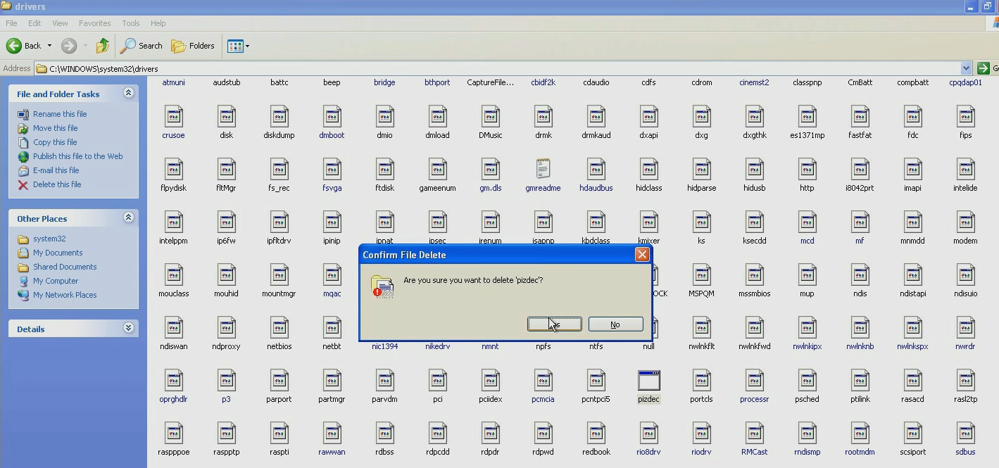 drivers
File Edit View Favorites Tools Help
Back Search Folders
Address C:\WINDOWS\system32\drivers
atmuni audstub battc beep bridge bthport CaptureFile... cbidf2k cdaudio cdfs cdrom cinemst2 classpnp CmBatt compbatt cpqdap01
File and Folder Tasks
Rename this file
Move this file
Copy this file
Publish this file to the Web
E-mail this file
Delete this file
Other Places
system32
My Documents
Shared Documents
My Computer
My Network Places
Details
crusoe disk diskdump dmboot dmio dmload DMusic drmk drmkaud dxapi dxg dxgthk es1371mp fastfat fdc fips
flpydisk fltMgr fs_rec fsvga ftdisk gameenum gm.dls gmreadme hdaudbus hidclass hidparse hidusb http i8042prt imapi intelide
intelppm ip6fw ipfltdrv ipinip ipnat ipsec irenum isapnp kbdclass kmixer ks ksecdd mcd mf mnmdd modem
Confirm File Delete
Are you sure you want to delete 'pizdec'?
No
mouclass mouhid mountmgr mqac OCK MSPQM mssmbios mup ndis ndistapi ndisuio
ndiswan ndproxy netbios netbt nic1394 nikedrv nmnt npfs ntfs null nwlnkflt nwlnkfwd nwlnkipx nwlnknb nwlnkspx nwrdr
oprghdlr p3 parport partmgr parvdm pci pciidex pcmcia pcntpci5 pizdec portcls processr psched ptilink rasacd rasl2tp
raspppoe raspptp raspti rawwan rdbss rdpcdd rdpdr rdpwd redbook rio8drv riodrv RMCast rndismp rootmdm scsiport sdbus